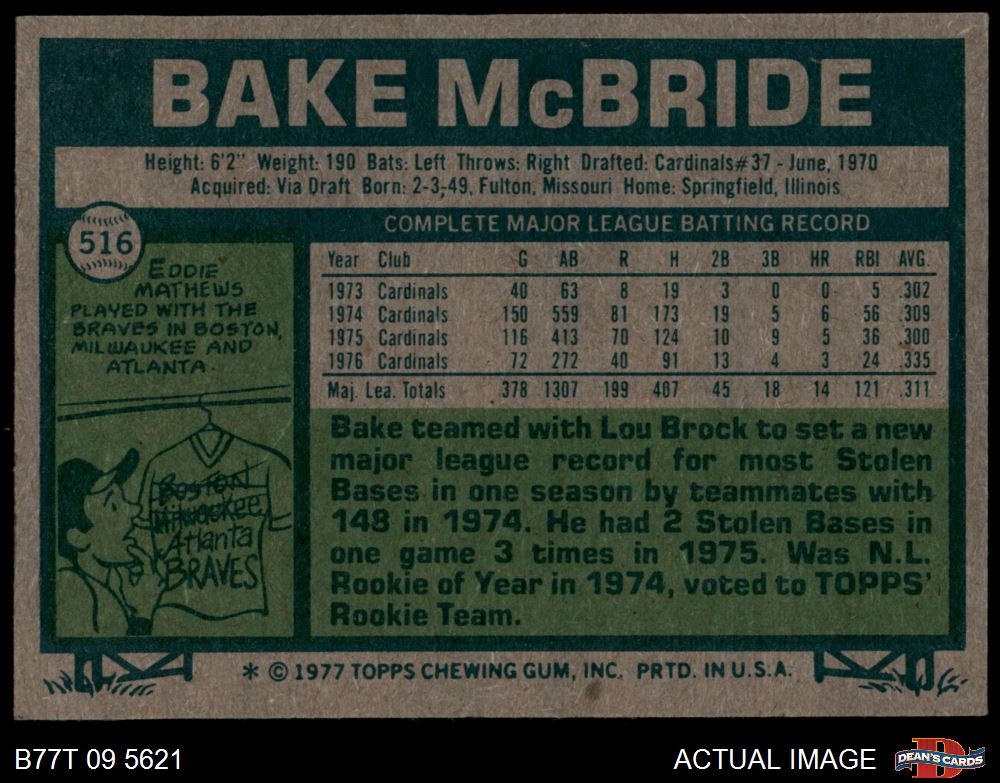 BAKE McBRIDE
Height: 6'2" Weight: 190 Bats: Left Throws: Right Drafted: Cardinals#37 - June, 1970
Acquired: Via Draft Born: 2-3-49, Fulton, Missouri Home: Springfield, Illinois
516
EDDIE
MATHEWS
PLAYED WITH THE
BRAVES IN BOSTON,
MILWAUKEE AND
ATLANTA.
BOSTON
Milwaukee
Atlanta
BRAVES
COMPLETE MAJOR LEAGUE BATTING RECORD
Year Club G AB R H 2B 3B HR RBI AVG.
1973 Cardinals 40 63 8 19 3 0 0 5 .302
1974 Cardinals 150 559 81 173 19 5 6 56 .309
1975 Cardinals 116 413 70 124 10 9 5 36 .300
1976 Cardinals 72 272 40 91 13 4 3 24 .335
Maj. Lea. Totals 378 1307 199 407 45 18 14 121 .311
Bake teamed with Lou Brock to set a new
major league record for most Stolen
Bases in one season by teammates with
148 in 1974. He had 2 Stolen Bases in
one game 3 times in 1975. Was N.L.
Rookie of Year in 1974, voted to TOPPS'
Rookie Team.
* © 1977 TOPPS CHEWING GUM, INC. PRTD. IN U.S.A.
B77T 09 5621
ACTUAL IMAGE
D
DEAN'S CARDS